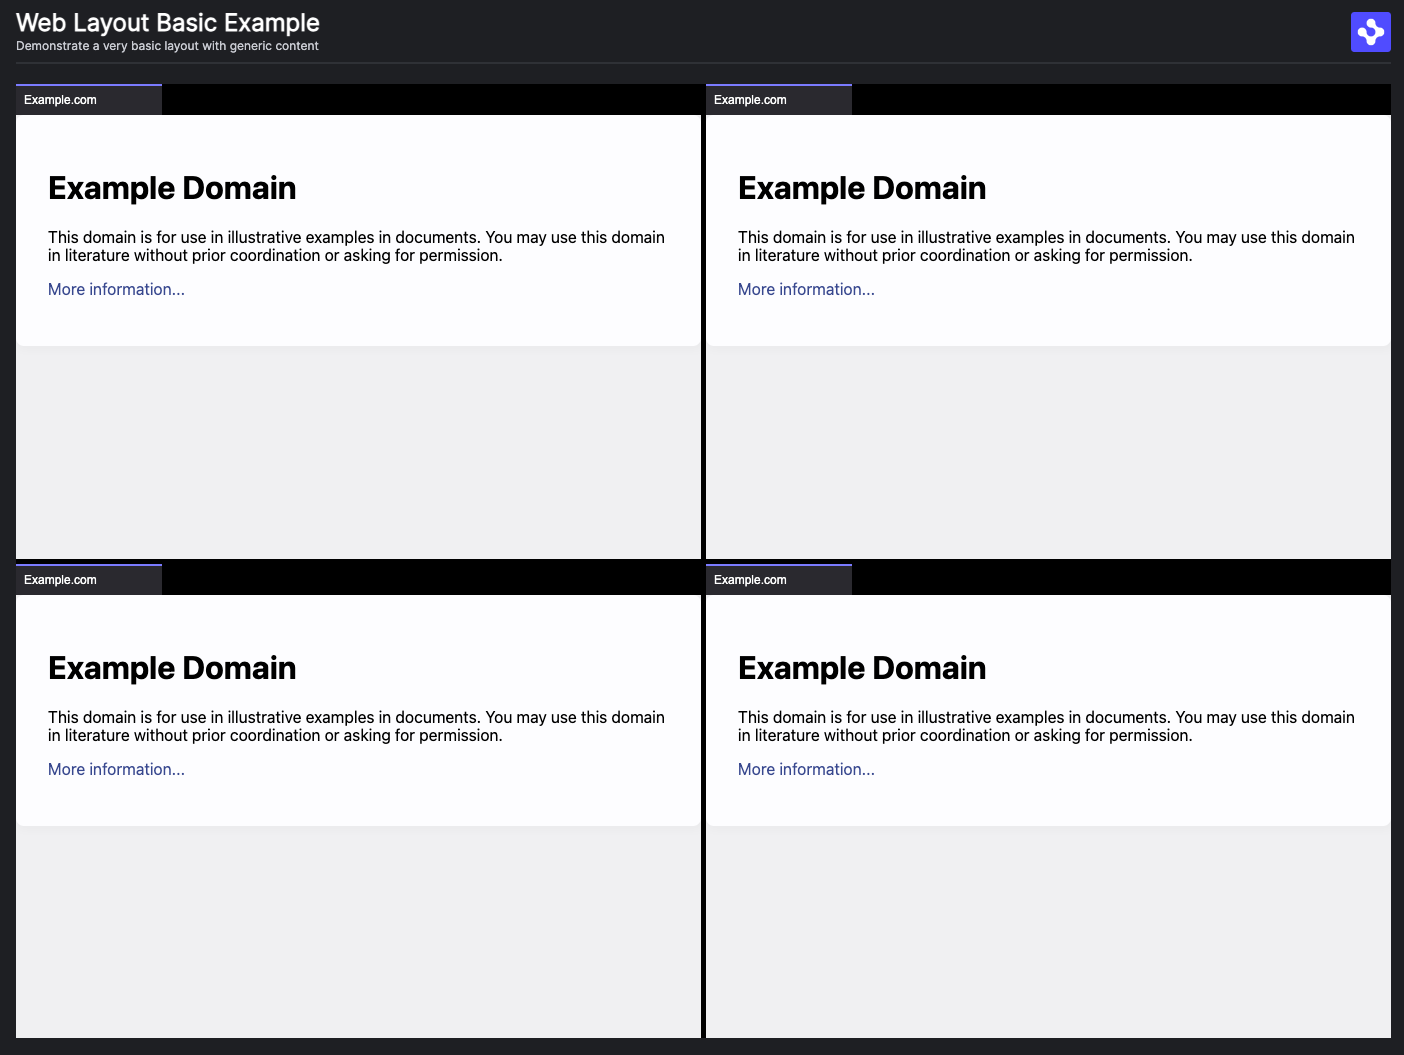 Web Layout Basic Example
Demonstrate a very basic layout with generic content
Example.com
Example Domain
This domain is for use in illustrative examples in documents. You may use this domain
in literature without prior coordination or asking for permission.
More information...
Example.com
Example Domain
This domain is for use in illustrative examples in documents. You may use this domain
in literature without prior coordination or asking for permission.
More information...
Example.com
Example Domain
This domain is for use in illustrative examples in documents. You may use this domain
in literature without prior coordination or asking for permission.
More information...
Example.com
Example Domain
This domain is for use in illustrative examples in documents. You may use this domain
in literature without prior coordination or asking for permission.
More information...